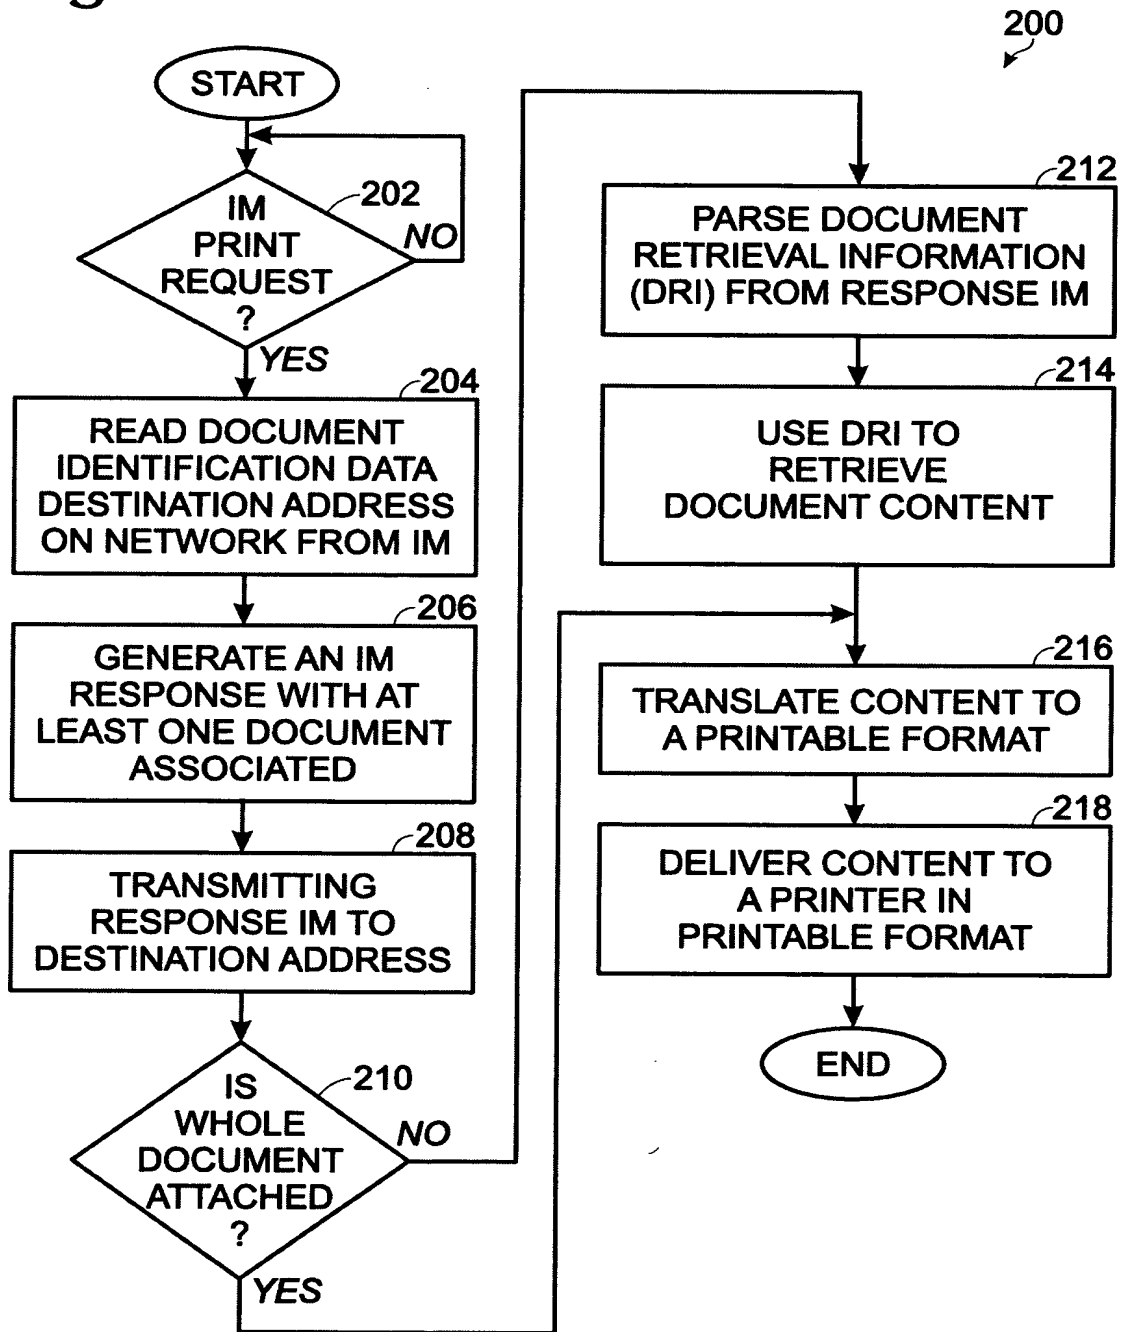 200
START
202
IM
PRINT
REQUEST
?
NO
YES
204
READ DOCUMENT
IDENTIFICATION DATA
DESTINATION ADDRESS
ON NETWORK FROM IM
206
GENERATE AN IM
RESPONSE WITH AT
LEAST ONE DOCUMENT
ASSOCIATED
208
TRANSMITTING
RESPONSE IM TO
DESTINATION ADDRESS
210
IS
WHOLE
DOCUMENT
ATTACHED
?
NO
YES
212
PARSE DOCUMENT
RETRIEVAL INFORMATION
(DRI) FROM RESPONSE IM
214
USE DRI TO
RETRIEVE
DOCUMENT CONTENT
216
TRANSLATE CONTENT TO
A PRINTABLE FORMAT
218
DELIVER CONTENT TO
A PRINTER IN
PRINTABLE FORMAT
END